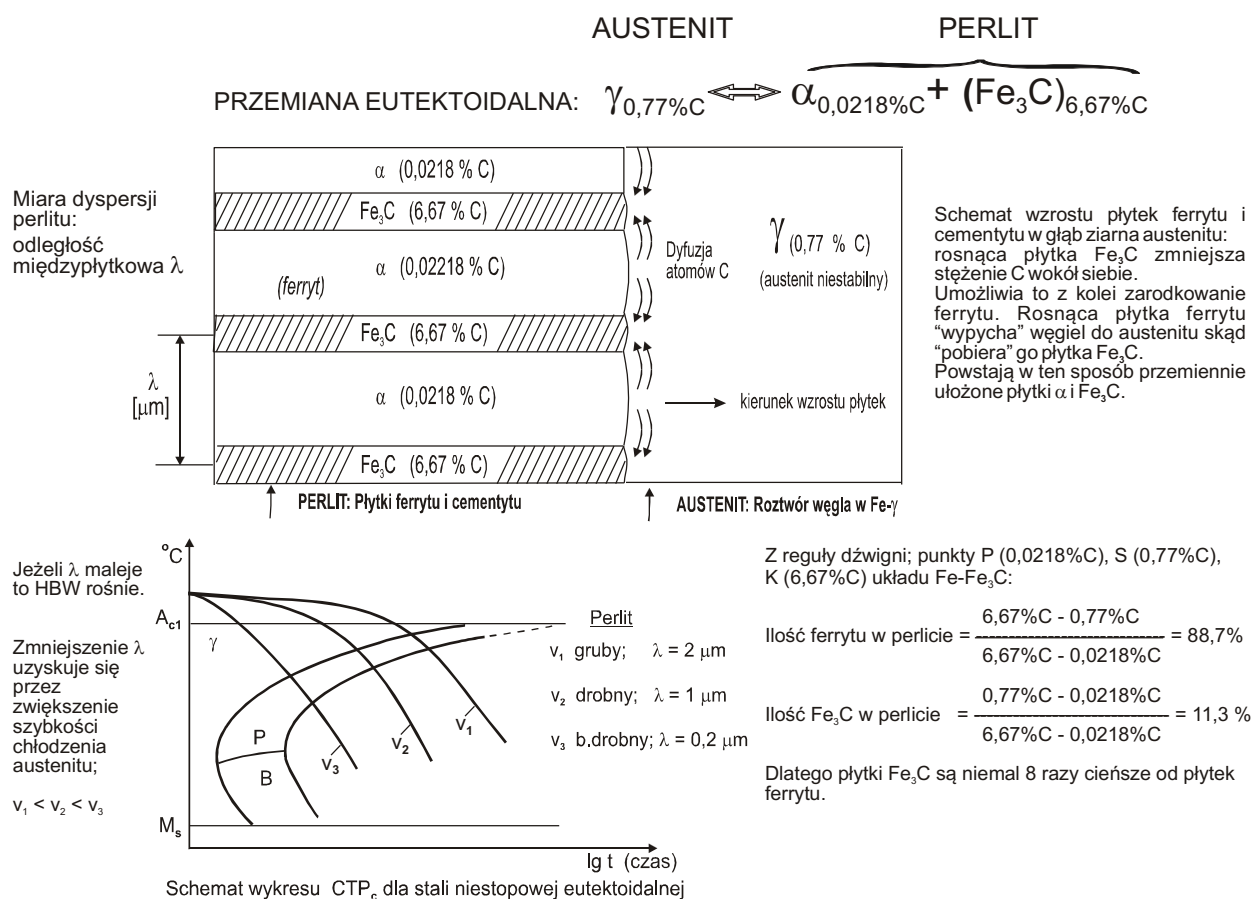 AUSTENIT PERLIT
PRZEMIANA EUTEKTOIDALNA: γ0,77%C ⟺ α0,0218%C + (Fe3C)6,67%C
Miara dyspersji
perlitu:
odległość
międzypłytkowa λ
α (0,0218 % C)
Fe3C (6,67 % C)
α (0,02218 % C)
(ferryt)
Fe3C (6,67 % C)
λ
[μm]
α (0,0218 % C)
Fe3C (6,67 % C)
Dyfuzja
atomów C
γ (0,77 % C)
(austenit niestabilny)
kierunek wzrostu płytek
PERLIT: Płytki ferrytu i cementytu
AUSTENIT: Roztwór węgla w Fe-γ
Schemat wzrostu płytek ferrytu i
cementytu w głąb ziarna austenitu:
rosnąca płytka Fe3C zmniejsza
stężenie C wokół siebie.
Umożliwia to z kolei zarodkowanie
ferrytu. Rosnąca płytka ferrytu
“wypycha” węgiel do austenitu skąd
“pobiera” go płytka Fe3C.
Powstają w ten sposób przemiennie
ułożone płytki α i Fe3C.
Jeżeli λ maleje
to HBW rośnie.
Zmniejszenie λ
uzyskuje się
przez
zwiększenie
szybkości
chłodzenia
austenitu;
v1 < v2 < v3
°C
Ac1
γ
P
B
v3
v2
v1
Ms
lg t (czas)
Perlit
v1 gruby; λ = 2 μm
v2 drobny; λ = 1 μm
v3 b.drobny; λ = 0,2 μm
Schemat wykresu CTPc dla stali niestopowej eutektoidalnej
Z reguły dźwigni; punkty P (0,0218%C), S (0,77%C),
K (6,67%C) układu Fe-Fe3C:
6,67%C - 0,77%C
Ilość ferrytu w perlicie = = 88,7%
6,67%C - 0,0218%C
0,77%C - 0,0218%C
Ilość Fe3C w perlicie = = 11,3 %
6,67%C - 0,0218%C
Dlatego płytki Fe3C są niemal 8 razy cieńsze od płytek
ferrytu.